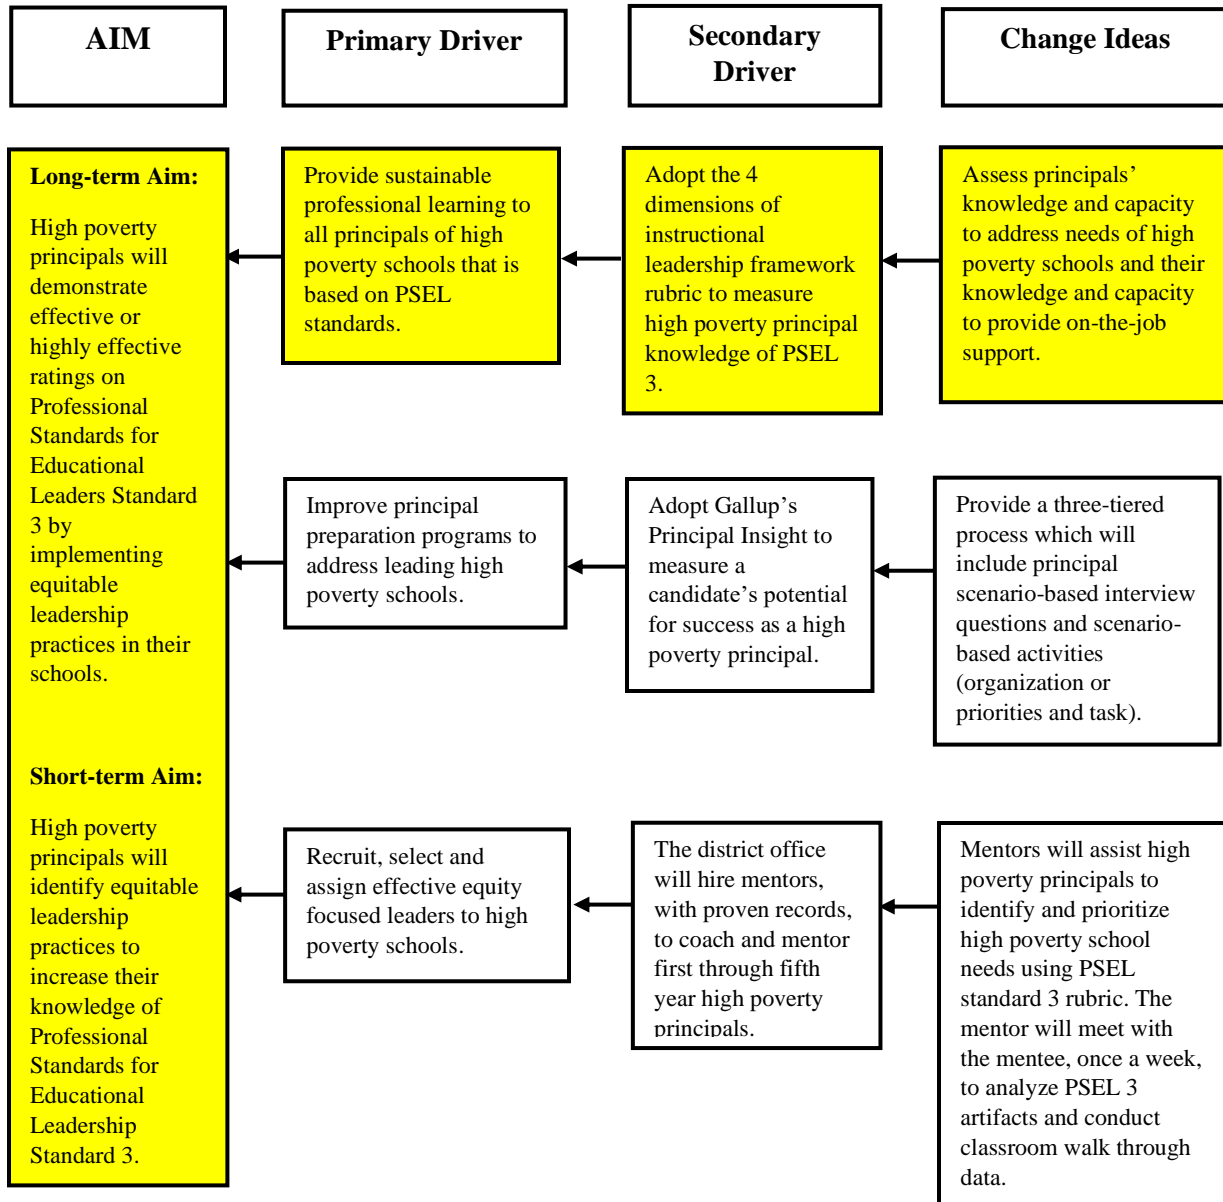 AIM
Primary Driver
Secondary
Driver
Change Ideas
Long-term Aim:
High poverty
principals will
demonstrate
effective or
highly effective
ratings on
Professional
Standards for
Educational
Leaders Standard
3 by
implementing
equitable
leadership
practices in their
schools.
Short-term Aim:
High poverty
principals will
identify equitable
leadership
practices to
increase their
knowledge of
Professional
Standards for
Educational
Leadership
Standard 3.
Provide sustainable
professional learning to
all principals of high
poverty schools that is
based on PSEL
standards.
Adopt the 4
dimensions of
instructional
leadership framework
rubric to measure
high poverty principal
knowledge of PSEL
3.
Assess principals’
knowledge and capacity
to address needs of high
poverty schools and their
knowledge and capacity
to provide on-the-job
support.
Improve principal
preparation programs to
address leading high
poverty schools.
Adopt Gallup’s
Principal Insight to
measure a
candidate’s potential
for success as a high
poverty principal.
Provide a three-tiered
process which will
include principal
scenario-based interview
questions and scenario-
based activities
(organization or
priorities and task).
Recruit, select and
assign effective equity
focused leaders to high
poverty schools.
The district office
will hire mentors,
with proven records,
to coach and mentor
first through fifth
year high poverty
principals.
Mentors will assist high
poverty principals to
identify and prioritize
high poverty school
needs using PSEL
standard 3 rubric. The
mentor will meet with
the mentee, once a week,
to analyze PSEL 3
artifacts and conduct
classroom walk through
data.